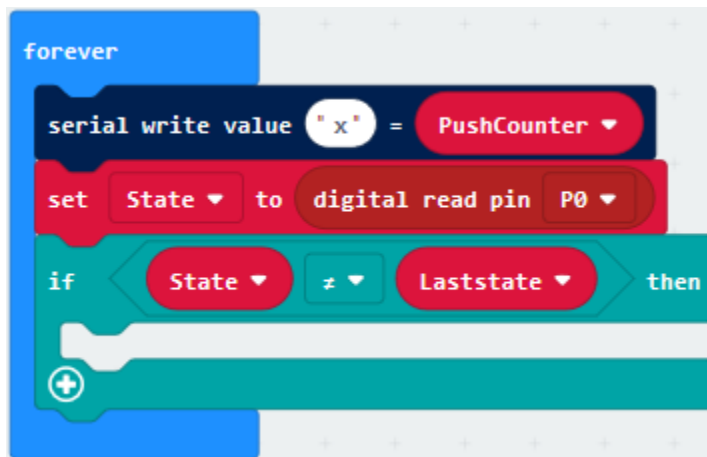 forever
serial write value "x" = PushCounter
set State to digital read pin P0
if State ≠ Laststate then